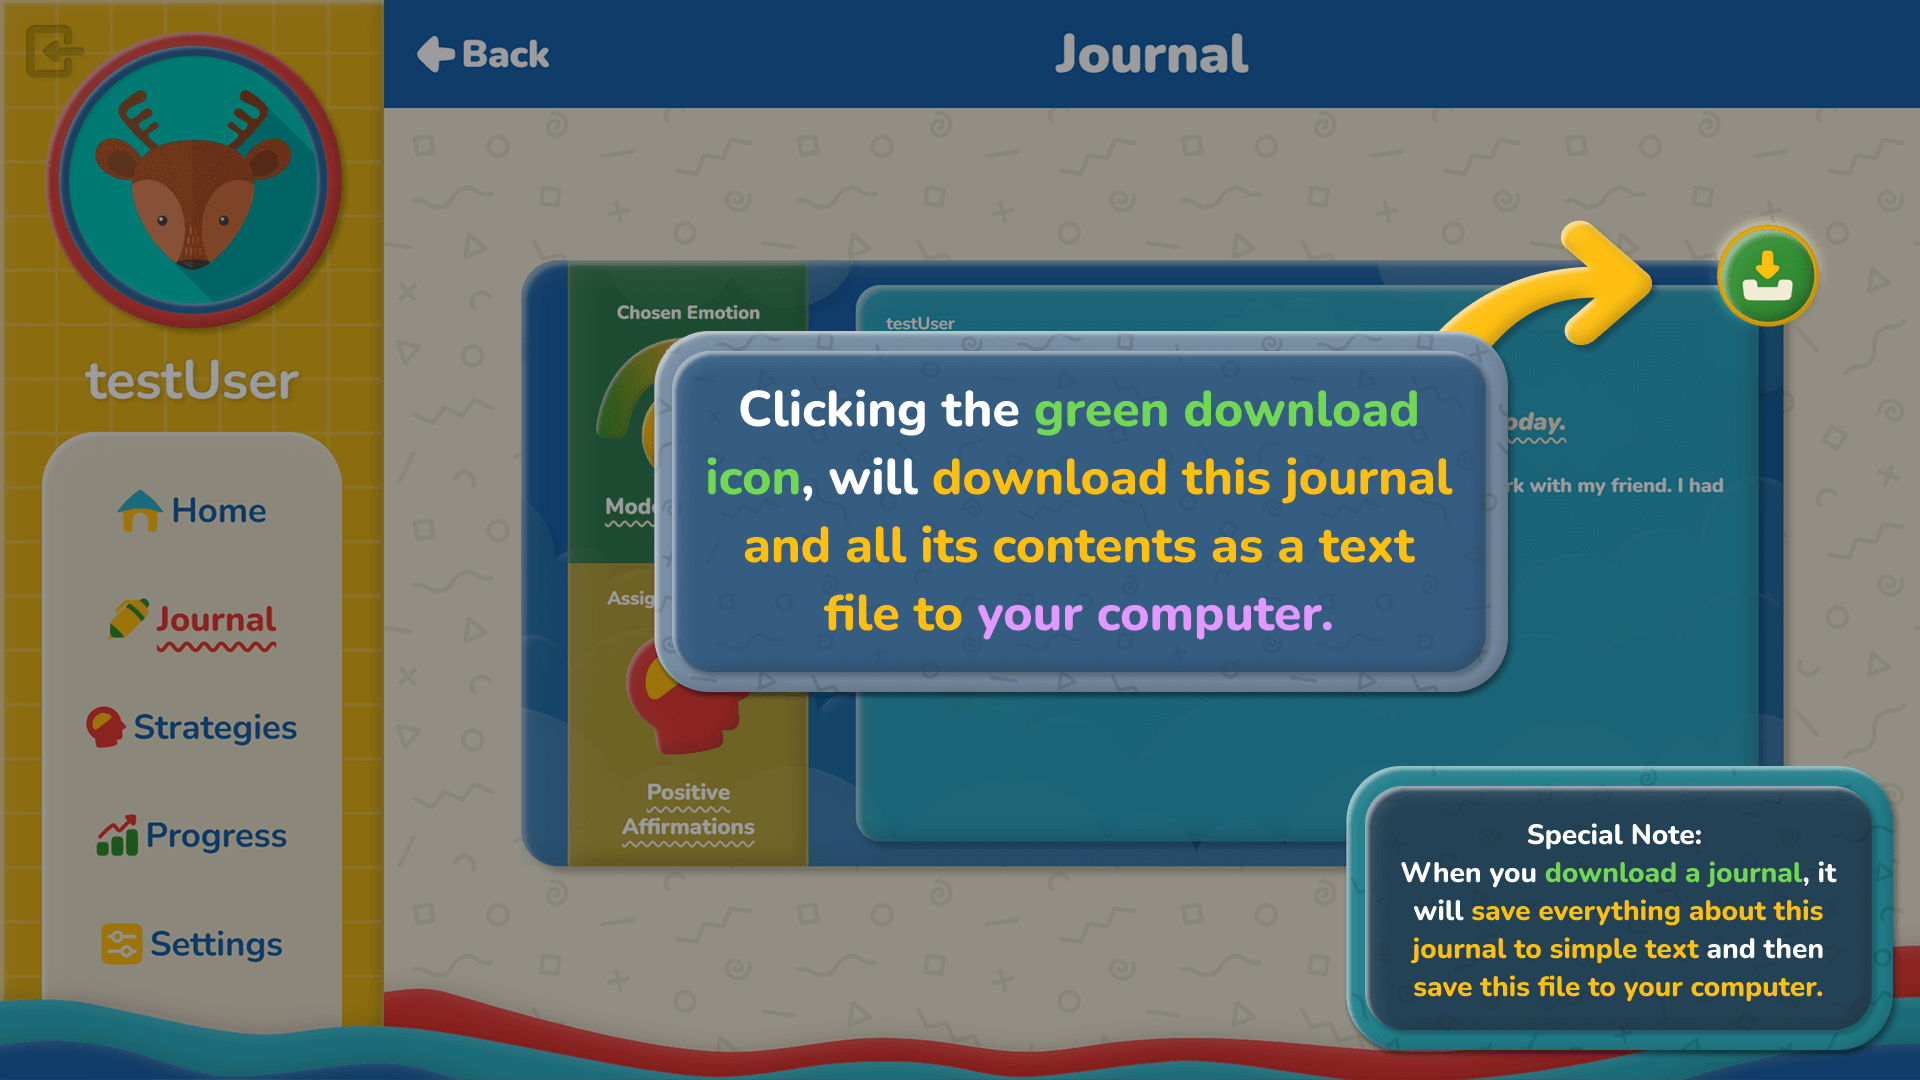 Back
Journal
testUser
Home
Journal
Strategies
Progress
Settings
Chosen Emotion
testUser
with my friend. I had
Positive
Affirmations
Clicking the green download
icon, will download this journal
and all its contents as a text
file to your computer.
Special Note:
When you download a journal, it
will save everything about this
journal to simple text and then
save this file to your computer.